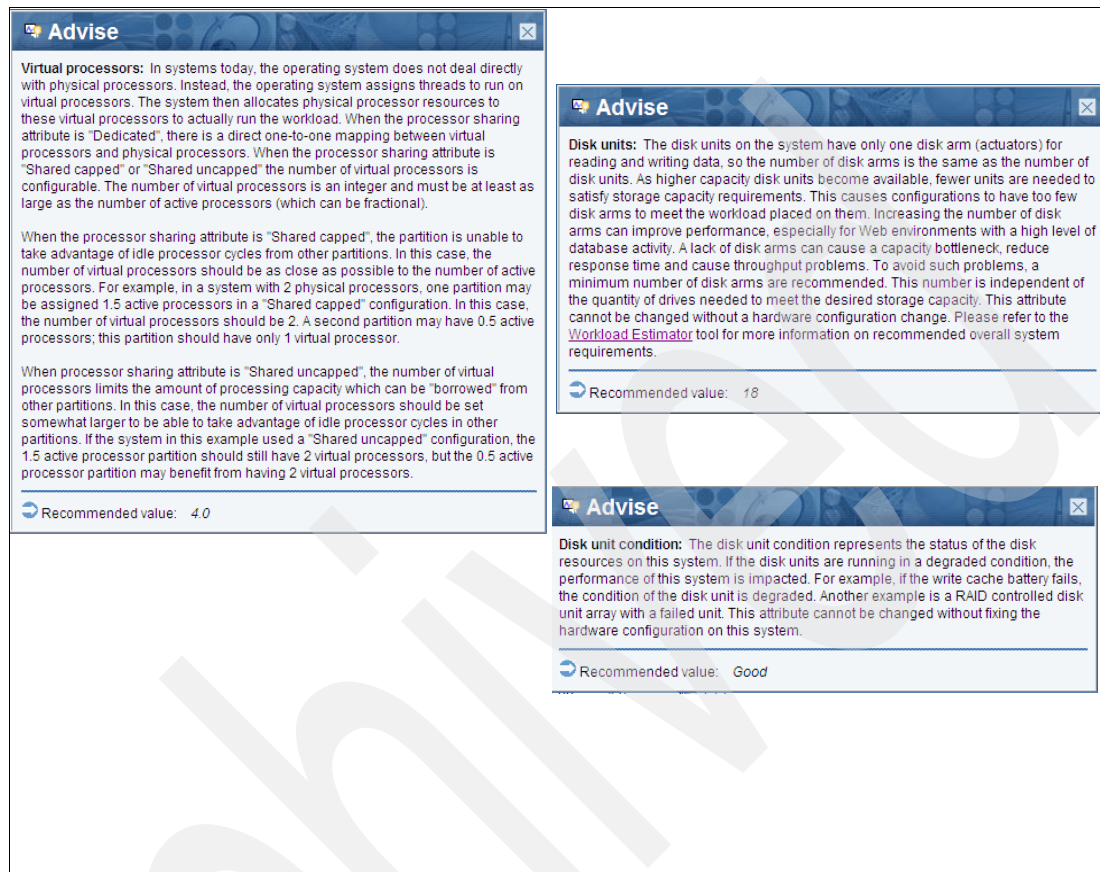 Advise
Virtual processors: In systems today, the operating system does not deal directly
with physical processors. Instead, the operating system assigns threads to run on
virtual processors. The system then allocates physical processor resources to
these virtual processors to actually run the workload. When the processor sharing
attribute is "Dedicated", there is a direct one-to-one mapping between virtual
processors and physical processors. When the processor sharing attribute is
"Shared capped" or "Shared uncapped" the number of virtual processors is
configurable. The number of virtual processors is an integer and must be at least as
large as the number of active processors (which can be fractional).
When the processor sharing attribute is "Shared capped", the partition is unable to
take advantage of idle processor cycles from other partitions. In this case, the
number of virtual processors should be as close as possible to the number of active
processors. For example, in a system with 2 physical processors, one partition may
be assigned 1.5 active processors in a "Shared capped" configuration. In this case,
the number of virtual processors should be 2. A second partition may have 0.5 active
processors; this partition should have only 1 virtual processor.
When processor sharing attribute is "Shared uncapped", the number of virtual
processors limits the amount of processing capacity which can be "borrowed" from
other partitions. In this case, the number of virtual processors should be set
somewhat larger to be able to take advantage of idle processor cycles in other
partitions. If the system in this example used a "Shared uncapped" configuration, the
1.5 active processor partition should still have 2 virtual processors, but the 0.5 active
processor partition may benefit from having 2 virtual processors.
Recommended value: 4.0
Advise
Disk units: The disk units on the system have only one disk arm (actuators) for
reading and writing data, so the number of disk arms is the same as the number of
disk units. As higher capacity disk units become available, fewer units are needed to
satisfy storage capacity requirements. This causes configurations to have too few
disk arms to meet the workload placed on them. Increasing the number of disk
arms can improve performance, especially for Web environments with a high level of
database activity. A lack of disk arms can cause a capacity bottleneck, reduce
response time and cause throughput problems. To avoid such problems, a
minimum number of disk arms are recommended. This number is independent of
the quantity of drives needed to meet the desired storage capacity. This attribute
cannot be changed without a hardware configuration change. Please refer to the
Workload Estimator tool for more information on recommended overall system
requirements.
Recommended value: 18
Advise
Disk unit condition: The disk unit condition represents the status of the disk
resources on this system. If the disk units are running in a degraded condition, the
performance of this system is impacted. For example, if the write cache battery fails,
the condition of the disk unit is degraded. Another example is a RAID controlled disk
unit array with a failed unit. This attribute cannot be changed without fixing the
hardware configuration on this system.
Recommended value: Good